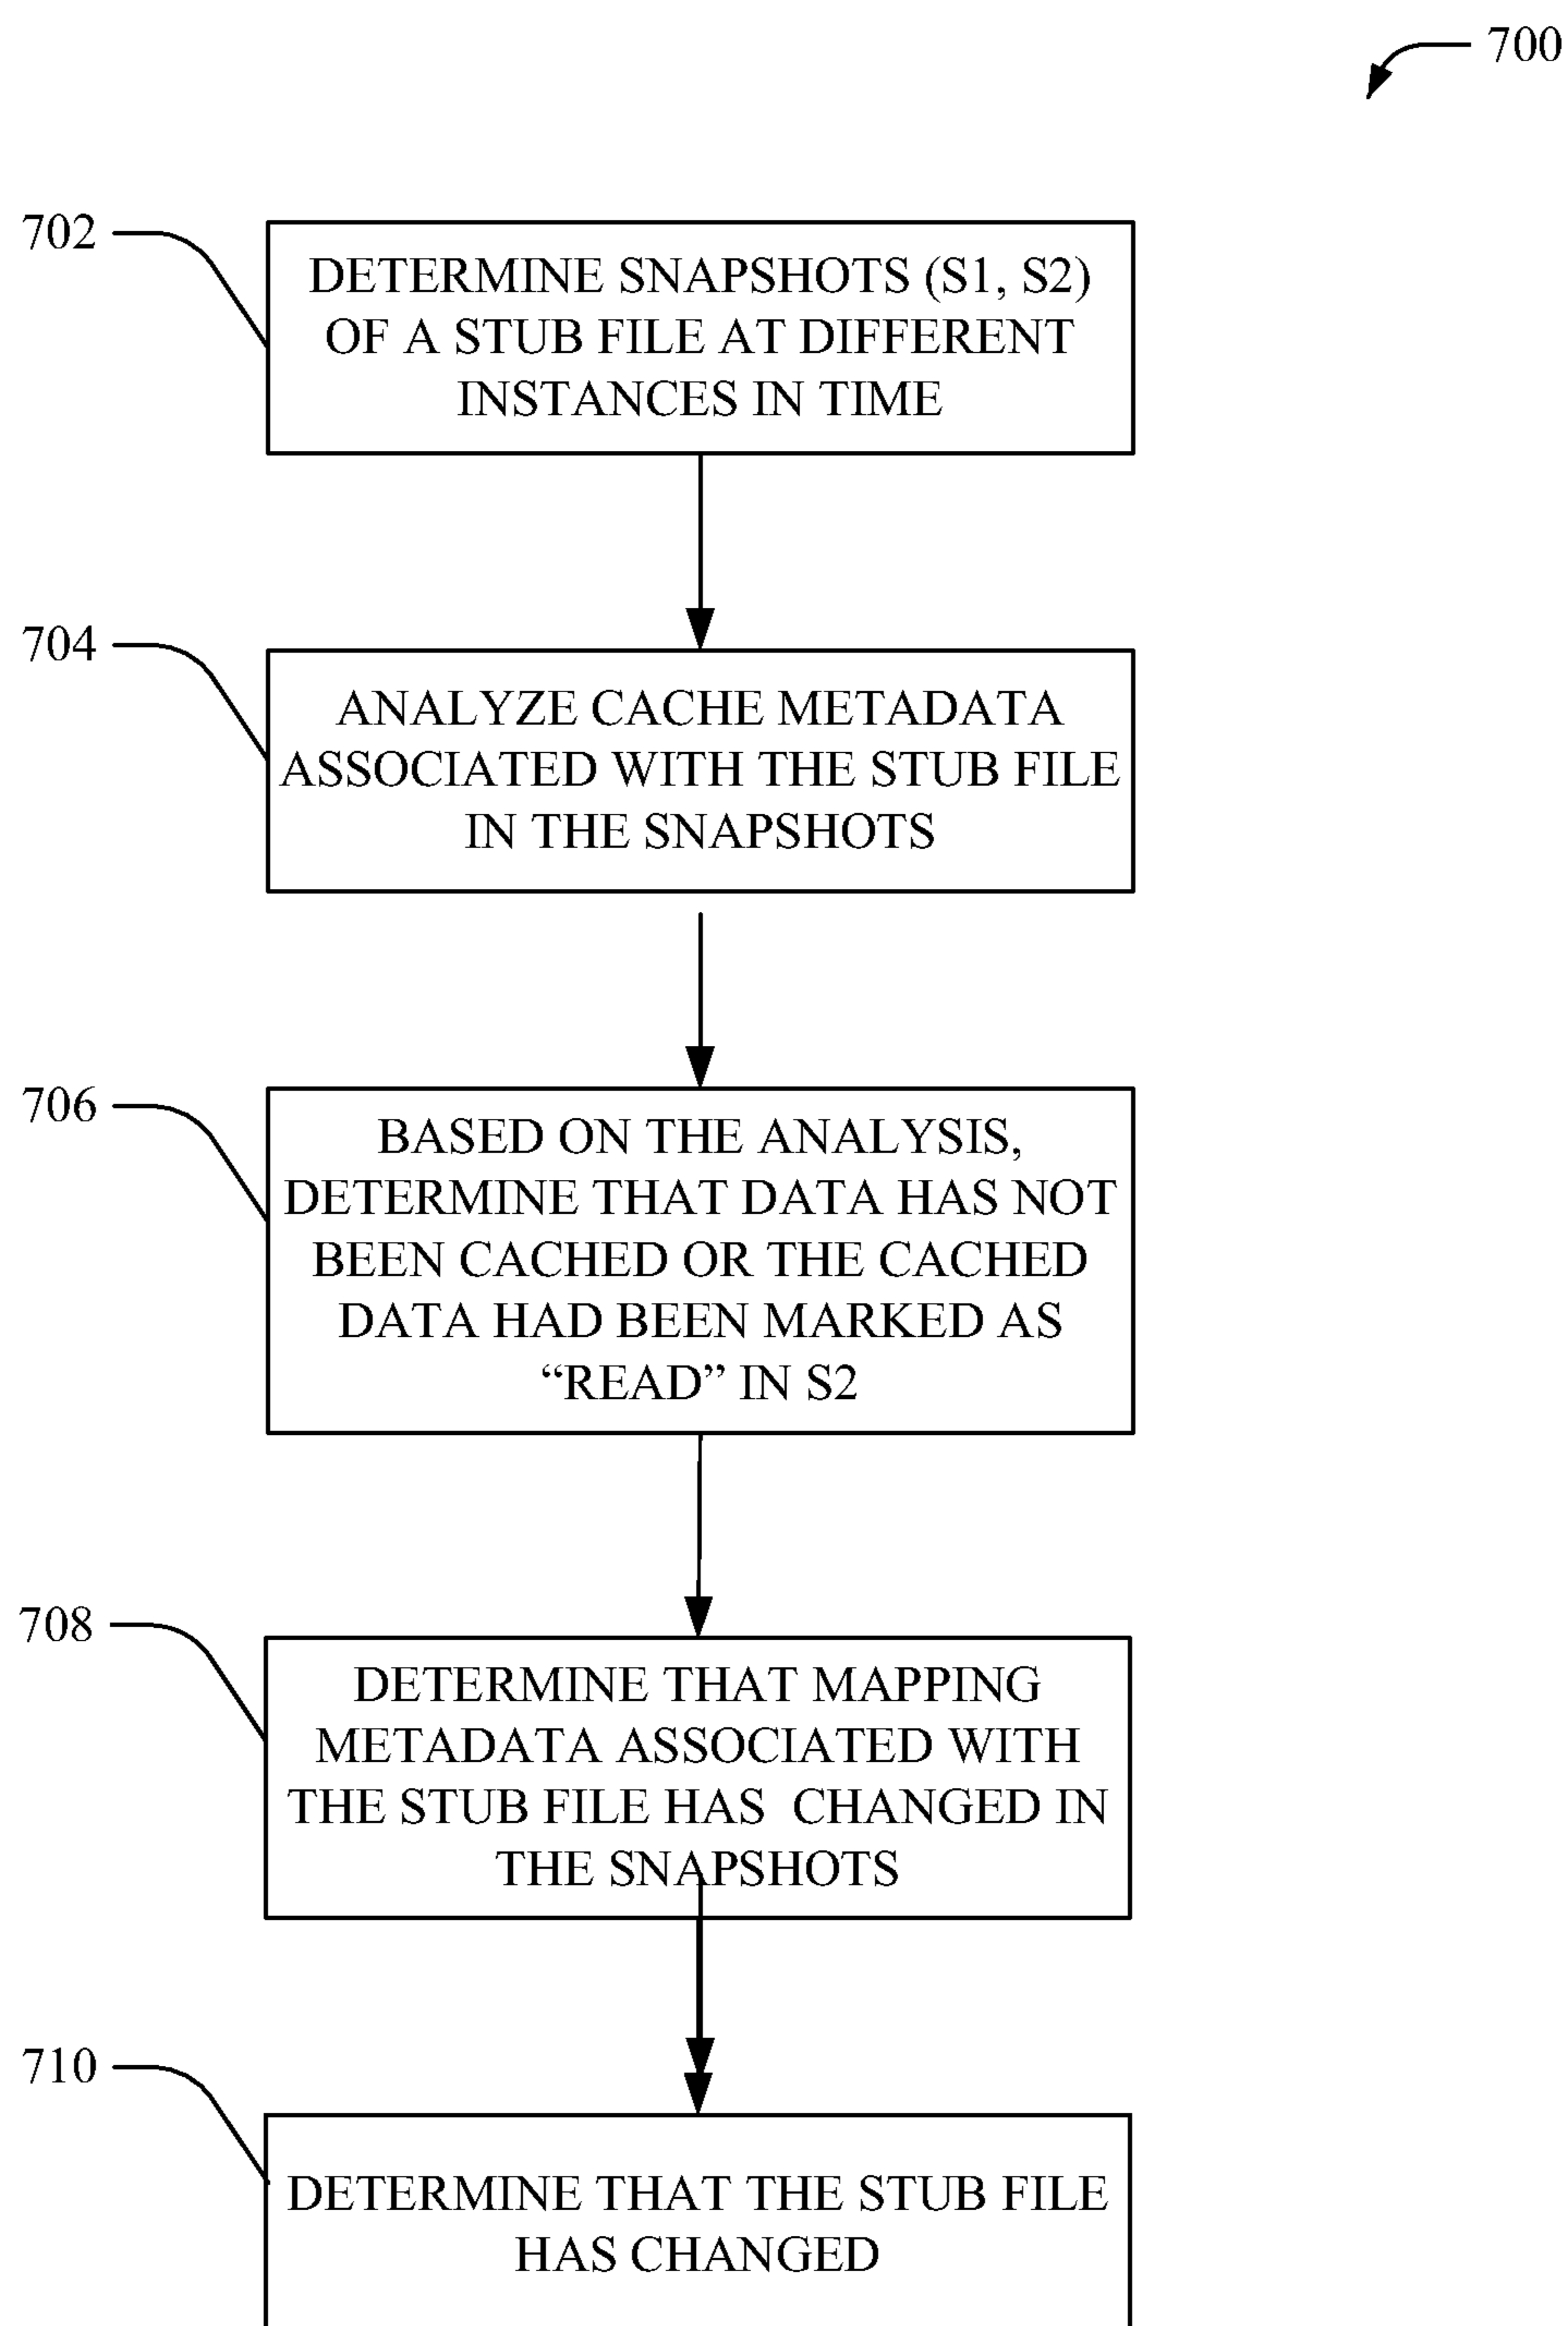 700
702
DETERMINE SNAPSHOTS (S1, S2)
OF A STUB FILE AT DIFFERENT
INSTANCES IN TIME
704
ANALYZE CACHE METADATA
ASSOCIATED WITH THE STUB FILE
IN THE SNAPSHOTS
706
BASED ON THE ANALYSIS,
DETERMINE THAT DATA HAS NOT
BEEN CACHED OR THE CACHED
DATA HAD BEEN MARKED AS
“READ” IN S2
708
DETERMINE THAT MAPPING
METADATA ASSOCIATED WITH
THE STUB FILE HAS  CHANGED IN
THE SNAPSHOTS
710
DETERMINE THAT THE STUB FILE
HAS CHANGED